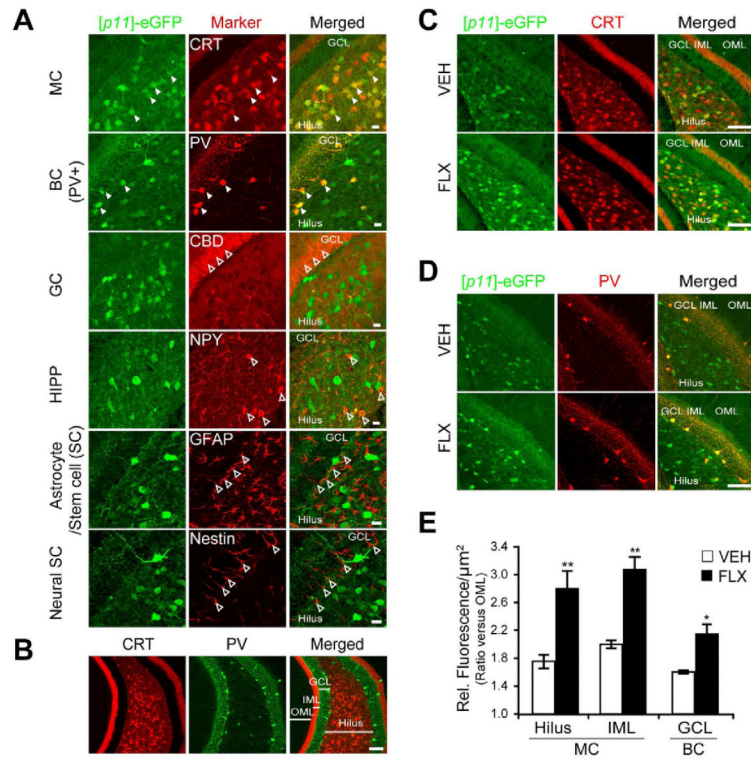 A
[p11]-eGFP Marker Merged
MC
CRT
Hilus
BC
(PV+)
PV
Hilus
GC
CBD
GCL
Hilus
HIPP
NPY
GCL
Hilus
Astrocyte
/Stem cell (SC)
GFAP
GCL
Hilus
Neural SC
Nestin
GCL
Hilus
B
CRT PV Merged
GCL
IML
OML
Hilus
C
[p11]-eGFP CRT Merged
VEH
GCL IML OML
Hilus
FLX
GCL IML OML
Hilus
D
[p11]-eGFP PV Merged
VEH
GCL IML OML
Hilus
FLX
GCL IML OML
Hilus
E
Rel. Fluorescence/μm²
(Ratio versus OML)
3.4
3.0
2.6
2.2
1.8
1.4
1.0
** ** *
VEH
FLX
Hilus IML GCL
MC BC